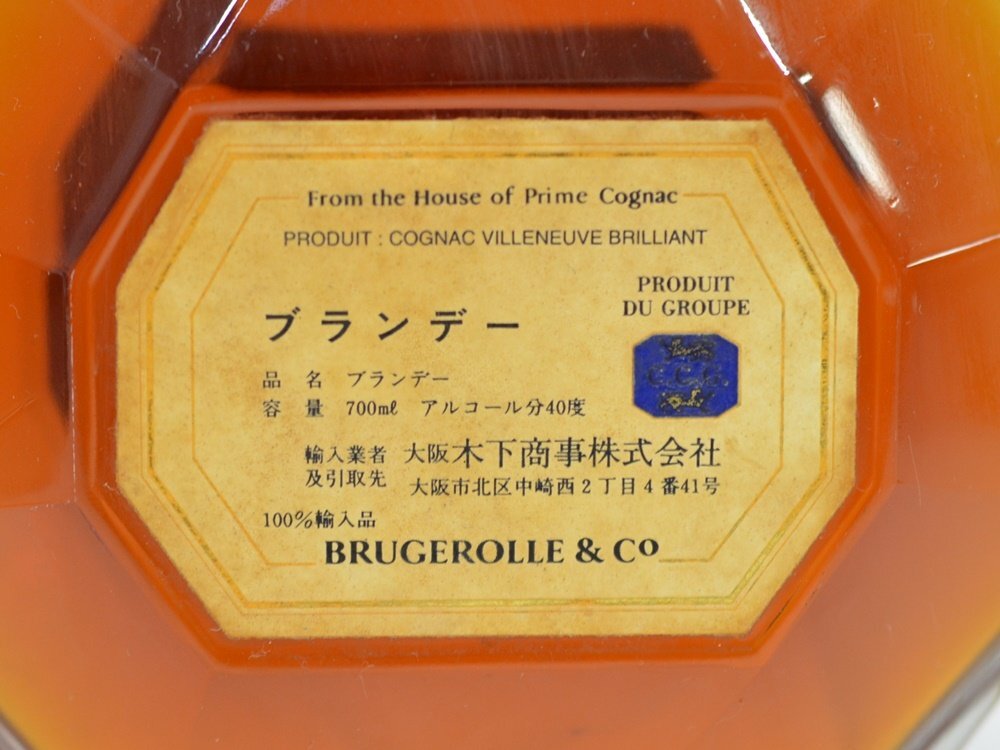 From the House of Prime Cognac
PRODUIT : COGNAC VILLENEUVE BRILLIANT
PRODUIT
DU GROUPE
ブランデー
品 名 ブランデー
容 量 700mℓ アルコール分40度
輸入業者
及引取先
大阪木下商事株式会社
大阪市北区中崎西2丁目4番41号
100%輸入品
BRUGEROLLE & Co